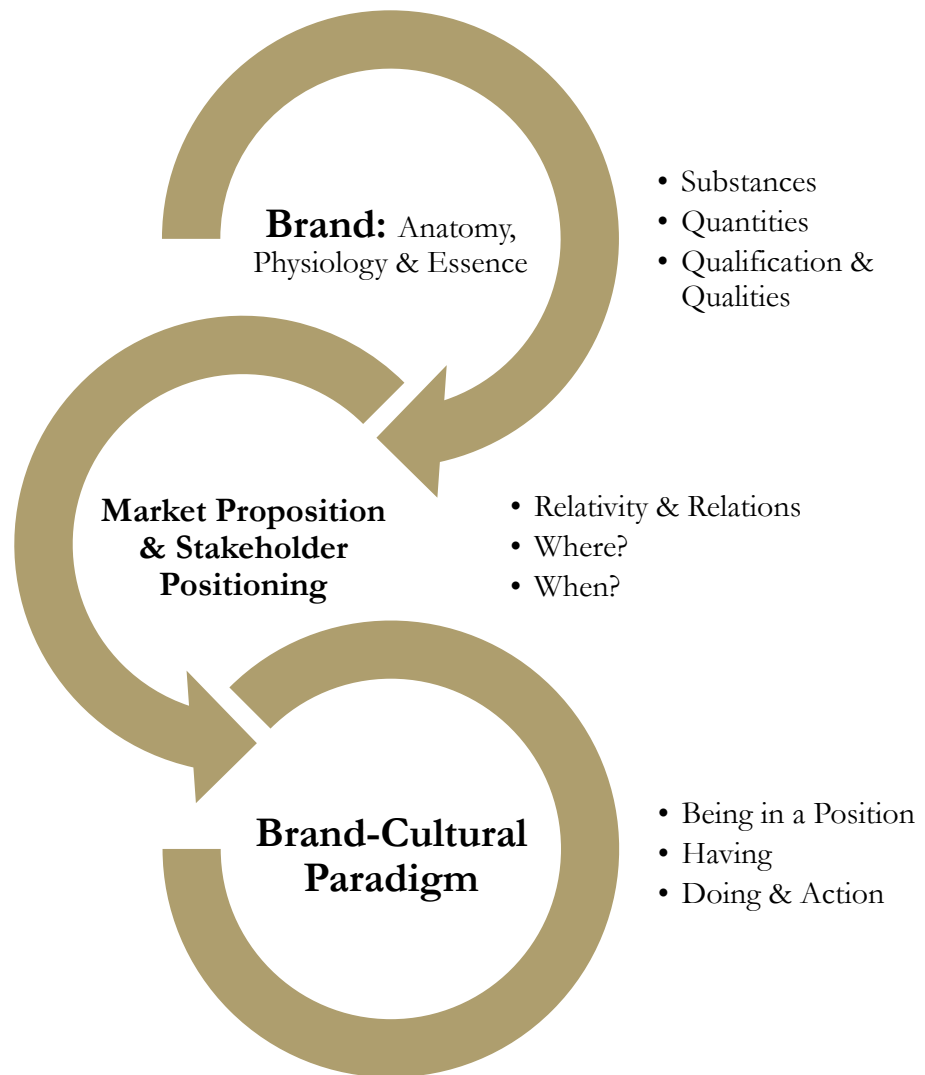 Brand: Anatomy,
Physiology & Essence
• Substances
• Quantities
• Qualification &
Qualities
Market Proposition
& Stakeholder
Positioning
• Relativity & Relations
• Where?
• When?
Brand-Cultural
Paradigm
• Being in a Position
• Having
• Doing & Action